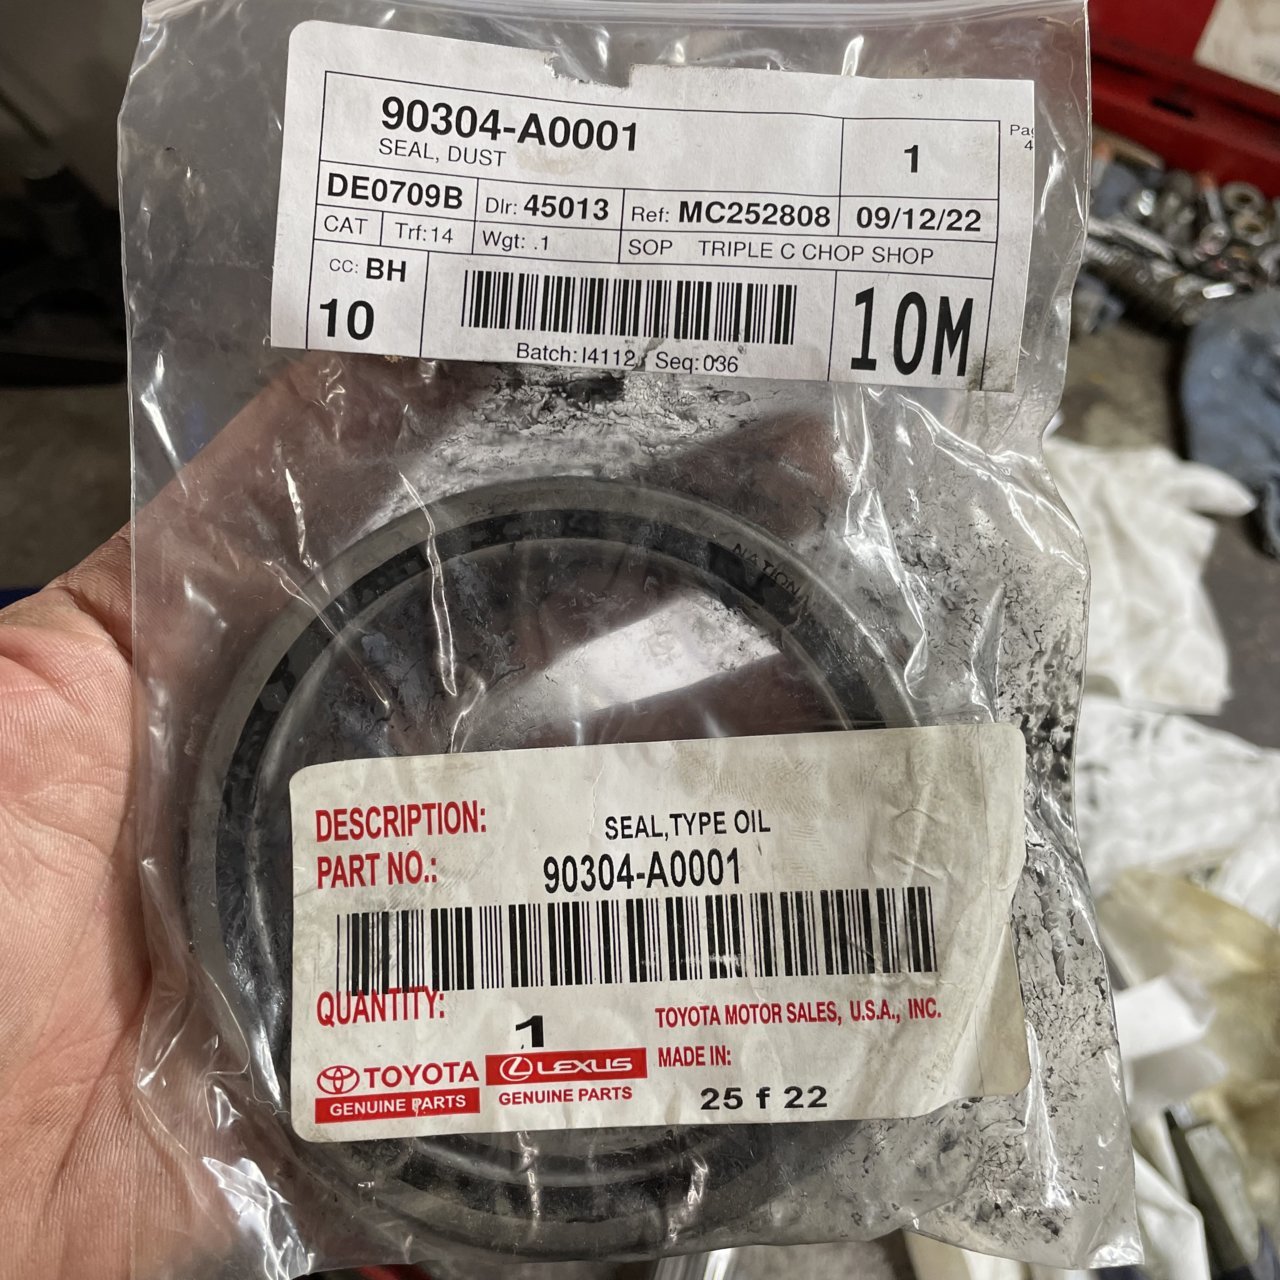 90304-A0001
SEAL, DUST
1
DE0709B
Dlr: 45013
Ref: MC252808
09/12/22
CAT
Trf:14
Wgt: .1
SOP TRIPLE C CHOP SHOP
CC: BH
10
10M
Batch: I4112 Seq:036
NATIONAL
DESCRIPTION: SEAL,TYPE OIL
PART NO.: 90304-A0001
QUANTITY: 1
TOYOTA MOTOR SALES, U.S.A., INC.
MADE IN:
25 f 22
TOYOTA
GENUINE PARTS
LEXUS
GENUINE PARTS